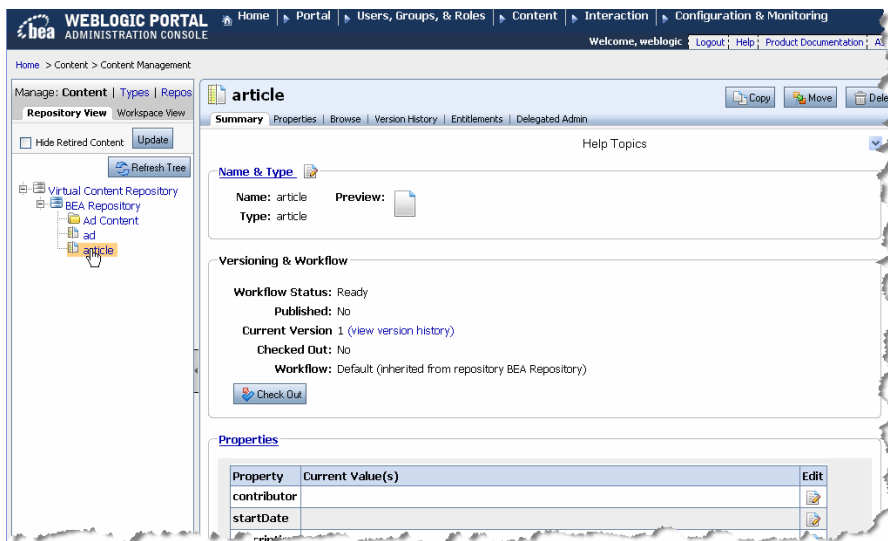 bea WEBLOGIC PORTAL
ADMINISTRATION CONSOLE
Home Portal Users, Groups, & Roles Content Interaction Configuration & Monitoring
Welcome, weblogic Logout Help Product Documentation
Home > Content > Content Management
Manage: Content | Types | Repos
Repository View Workspace View
Hide Retired Content Update
Refresh Tree
Virtual Content Repository
BEA Repository
Ad Content
ad
article
article
Copy Move Dele
Summary Properties | Browse | Version History | Entitlements | Delegated Admin
Help Topics
Name & Type
Name: article Preview:
Type: article
Versioning & Workflow
Workflow Status: Ready
Published: No
Current Version 1 (view version history)
Checked Out: No
Workflow: Default (inherited from repository BEA Repository)
Check Out
Properties
Property Current Value(s) Edit
contributor
startDate